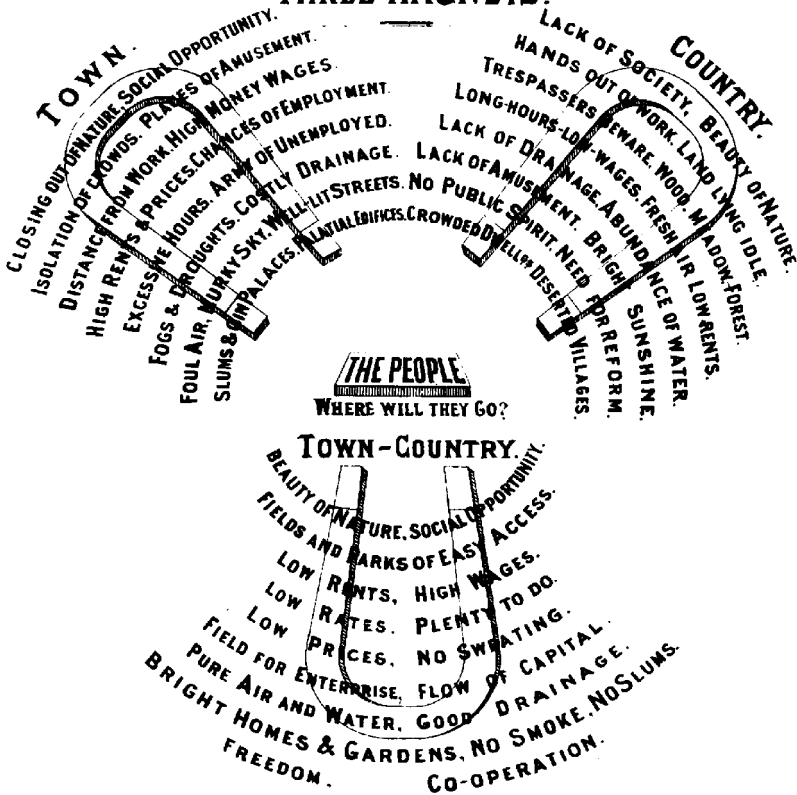 THREE MAGNETS.
TOWN.
CLOSING OUT OF NATURE. SOCIAL OPPORTUNITY.
ISOLATION OF CROWDS. PLACES OF AMUSEMENT.
DISTANCE FROM WORK. HIGH MONEY WAGES.
HIGH RENTS & PRICES. CHANCES OF EMPLOYMENT.
EXCESSIVE HOURS. ARMY OF UNEMPLOYED.
FOGS & DROUGHTS. COSTLY DRAINAGE.
FOUL AIR. MURKY SKY. WELL-LIT STREETS.
SLUMS & GIN PALACES. PALATIAL EDIFICES.
COUNTRY.
LACK OF SOCIETY. BEAUTY OF NATURE.
HANDS OUT OF WORK. LAND LYING IDLE.
TRESPASSERS BEWARE. WOOD, MEADOW, FOREST.
LONG-HOURS-LOW-WAGES. FRESH AIR LOW RENTS.
LACK OF DRAINAGE. ABUNDANCE OF WATER.
LACK OF AMUSEMENT. BRIGHT SUNSHINE.
NO PUBLIC SPIRIT. NEED FOR REFORM.
CROWDED DWELLGS DESERTED VILLAGES.
THE PEOPLE
WHERE WILL THEY GO?
TOWN-COUNTRY.
BEAUTY OF NATURE. SOCIAL OPPORTUNITY.
FIELDS AND PARKS OF EASY ACCESS.
LOW RENTS, HIGH WAGES.
LOW RATES. PLENTY TO DO.
LOW PRICES, NO SWEATING.
FIELD FOR ENTERPRISE, FLOW OF CAPITAL.
PURE AIR AND WATER, GOOD DRAINAGE.
BRIGHT HOMES & GARDENS, NO SMOKE, NO SLUMS.
FREEDOM. CO-OPERATION.